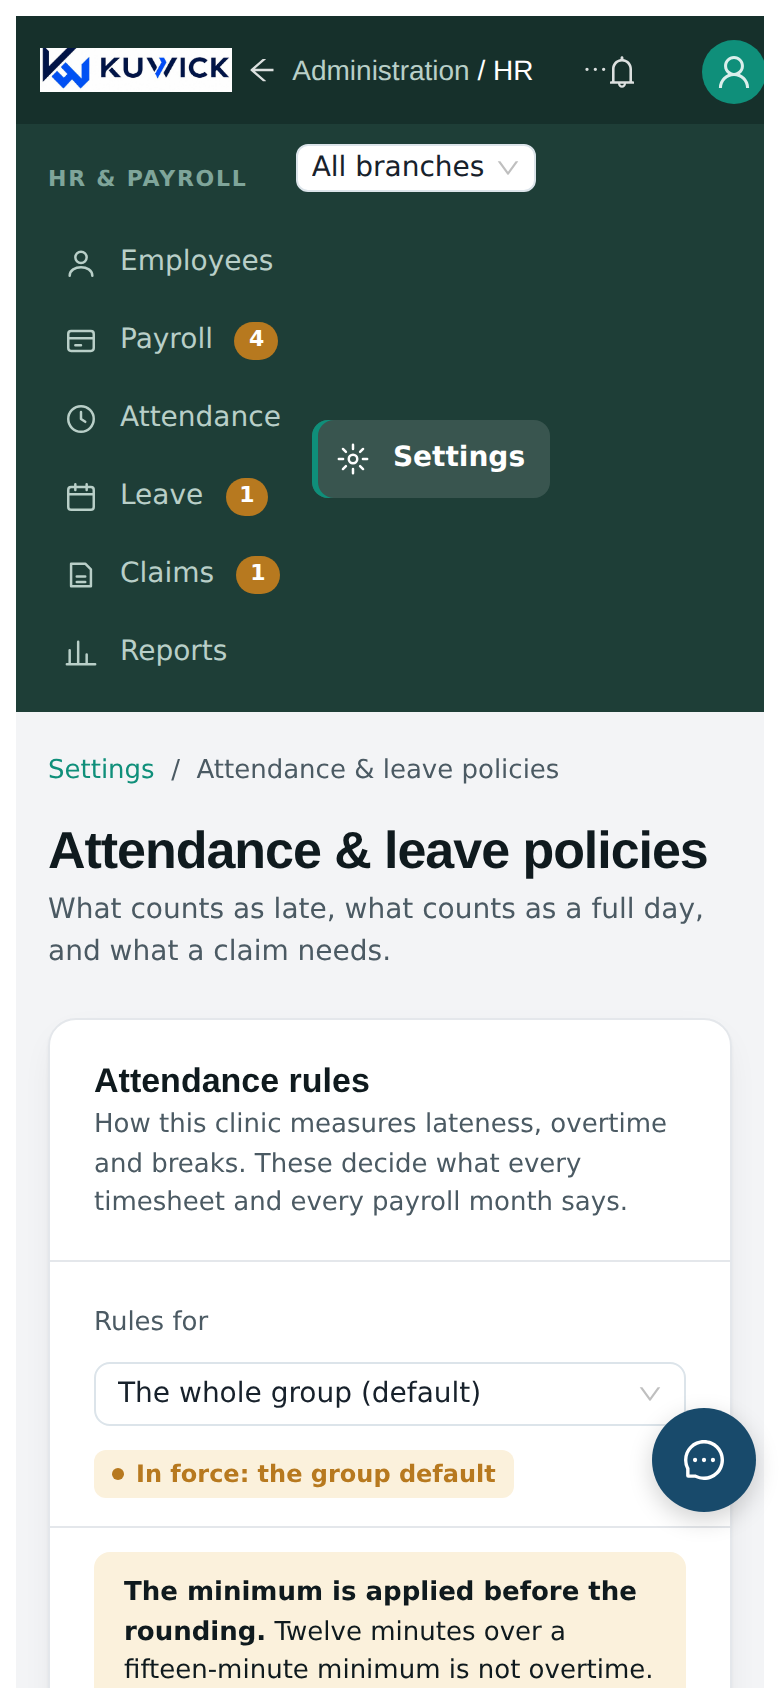 KUWICK
Administration / HR
HR & PAYROLL
All branches
Employees
Payroll 4
Attendance
Settings
Leave 1
Claims 1
Reports
Settings / Attendance & leave policies
Attendance & leave policies
What counts as late, what counts as a full day,
and what a claim needs.
Attendance rules
How this clinic measures lateness, overtime
and breaks. These decide what every
timesheet and every payroll month says.
Rules for
The whole group (default)
In force: the group default
The minimum is applied before the
rounding. Twelve minutes over a
fifteen-minute minimum is not overtime.